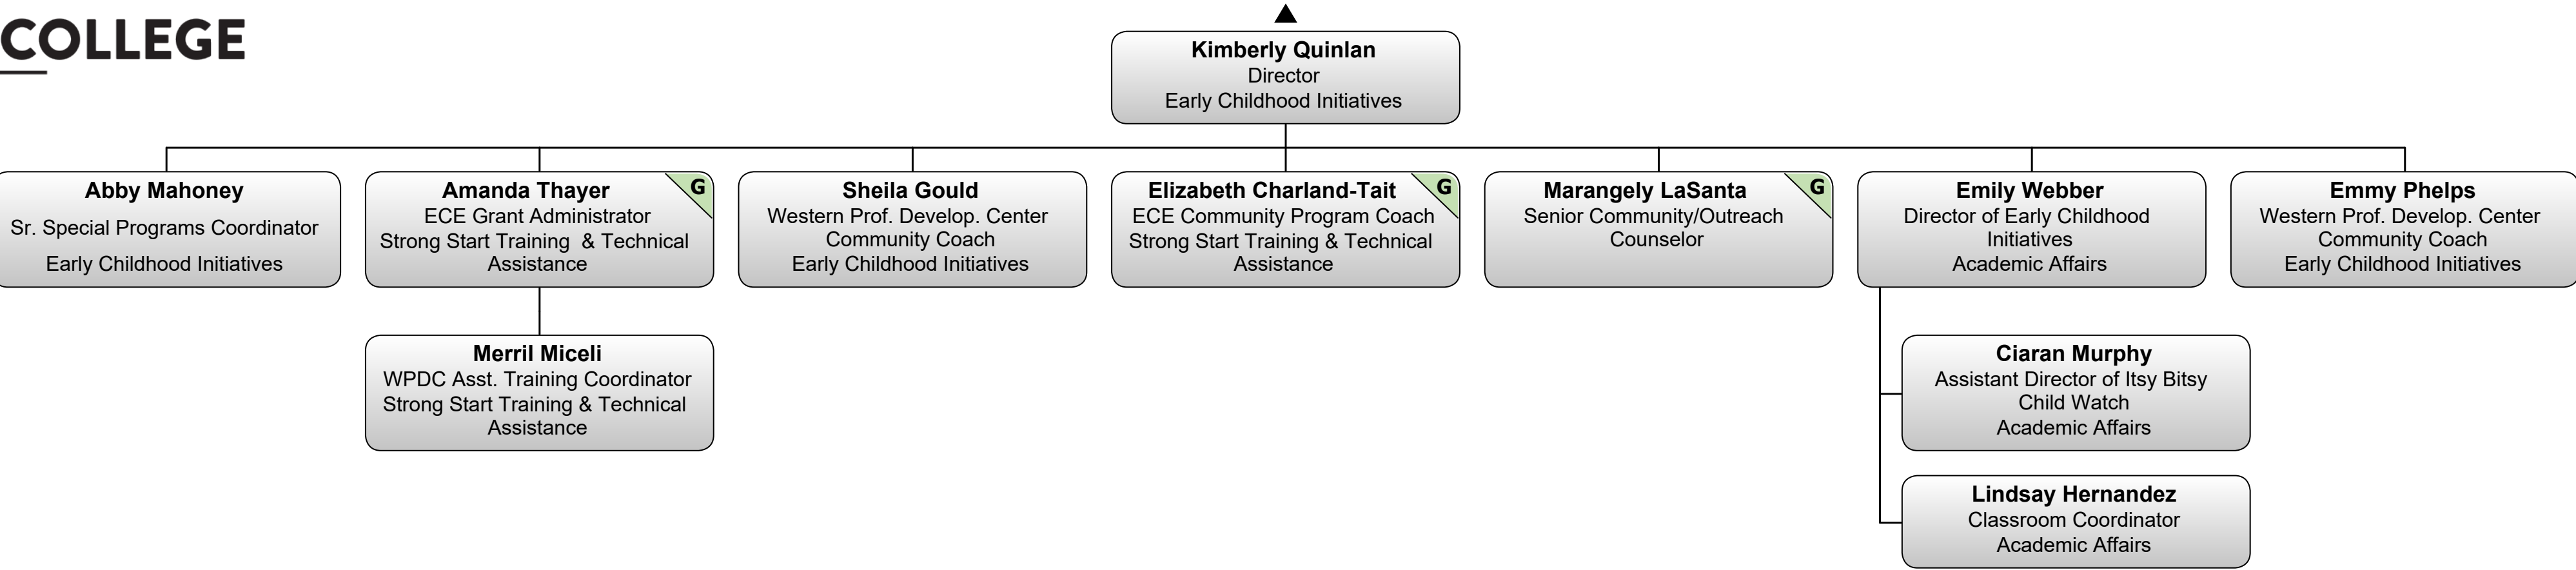 COLLEGE
Kimberly Quinlan
Director
Early Childhood Initiatives
Abby Mahoney
Sr. Special Programs Coordinator
Early Childhood Initiatives
Amanda Thayer
G
ECE Grant Administrator
Strong Start Training & Technical
Assistance
Sheila Gould
Western Prof. Develop. Center
Community Coach
Early Childhood Initiatives
Elizabeth Charland-Tait
G
ECE Community Program Coach
Strong Start Training & Technical
Assistance
Marangely LaSanta
G
Senior Community/Outreach
Counselor
Emily Webber
Director of Early Childhood
Initiatives
Academic Affairs
Emmy Phelps
Western Prof. Develop. Center
Community Coach
Early Childhood Initiatives
Merril Miceli
WPDC Asst. Training Coordinator
Strong Start Training & Technical
Assistance
Ciaran Murphy
Assistant Director of Itsy Bitsy
Child Watch
Academic Affairs
Lindsay Hernandez
Classroom Coordinator
Academic Affairs